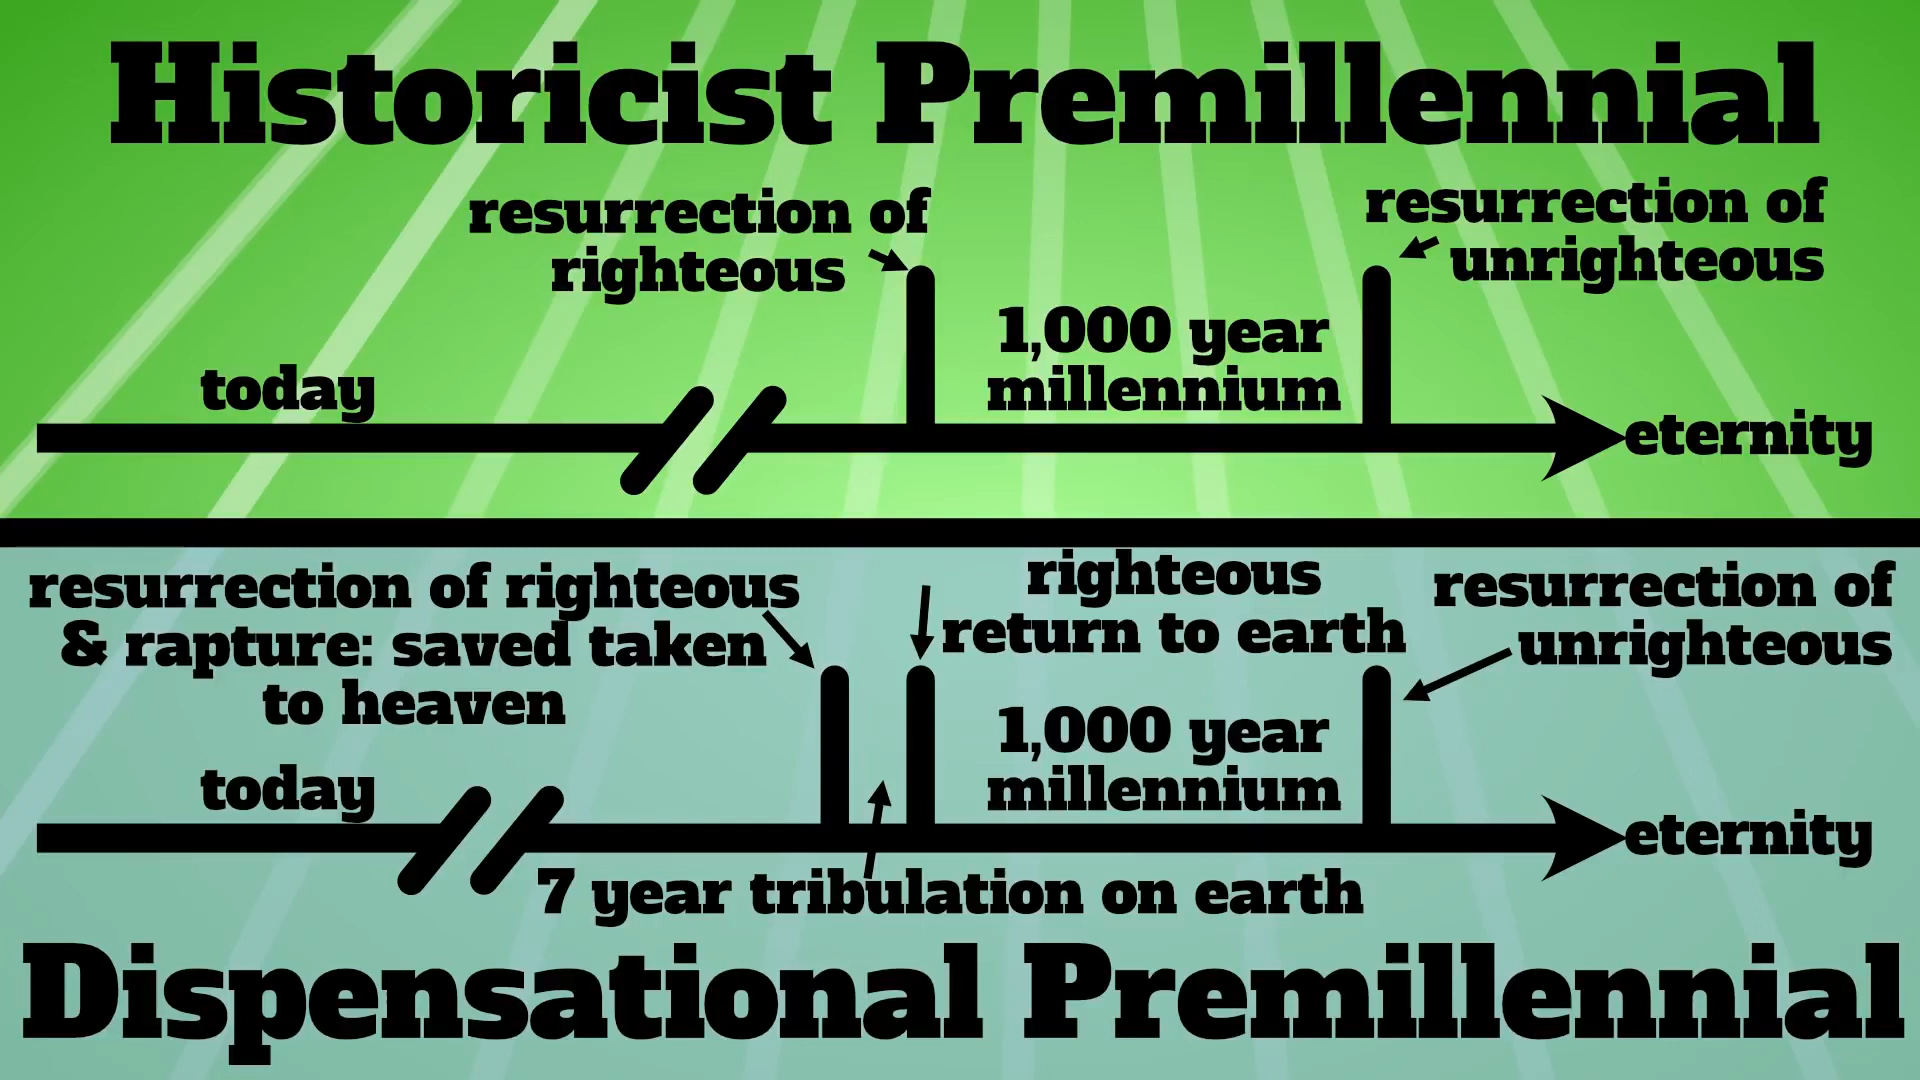 Historicist Premillennial
resurrection of
righteous
resurrection of
unrighteous
1,000 year
millennium
today
eternity
resurrection of righteous
& rapture: saved taken
to heaven
righteous
return to earth
resurrection of
unrighteous
1,000 year
millennium
today
eternity
7 year tribulation on earth
Dispensational Premillennial